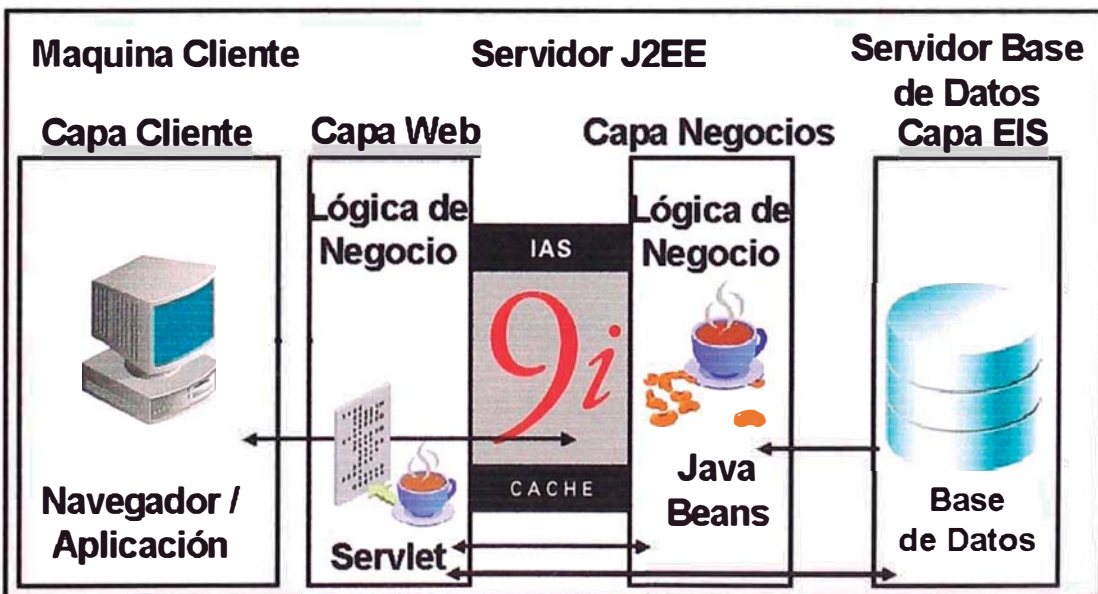 Maquina Cliente
Servidor J2EE
Servidor Base
de Datos
Capa Cliente
Capa Web
Capa Negocios
Capa EIS
Lógica de
Negocio
IAS
9i
CACHE
Lógica de
Negocio
Navegador /
Aplicación
Servlet
Java
Beans
Base
de Datos